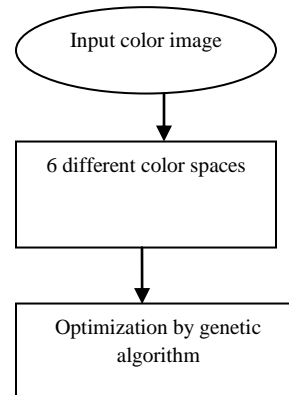 Input color image
6 different color spaces
Optimization by genetic
algorithm